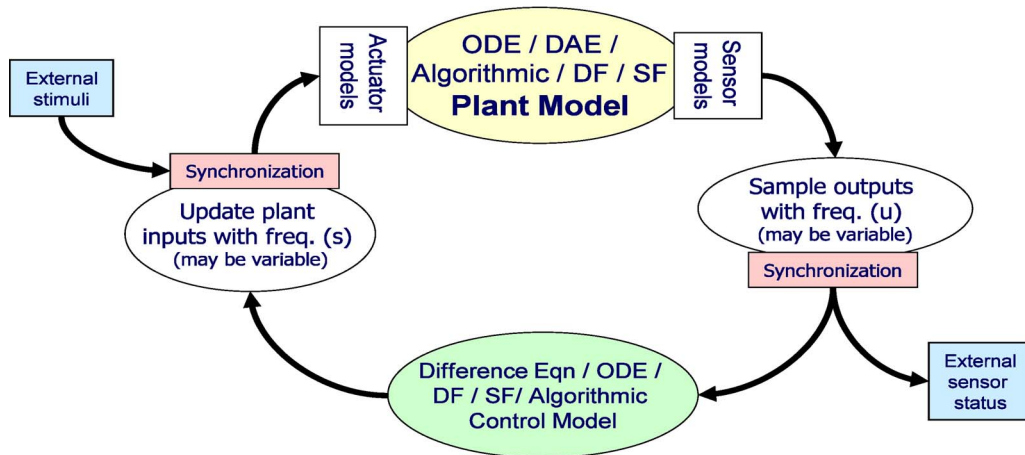 External
stimuli
Synchronization
Update plant
inputs with freq. (s)
(may be variable)
Actuator
models
ODE / DAE /
Algorithmic / DF / SF
Plant Model
Sensor
models
Sample outputs
with freq. (u)
(may be variable)
Synchronization
External
sensor
status
Difference Eqn / ODE /
DF / SF/ Algorithmic
Control Model